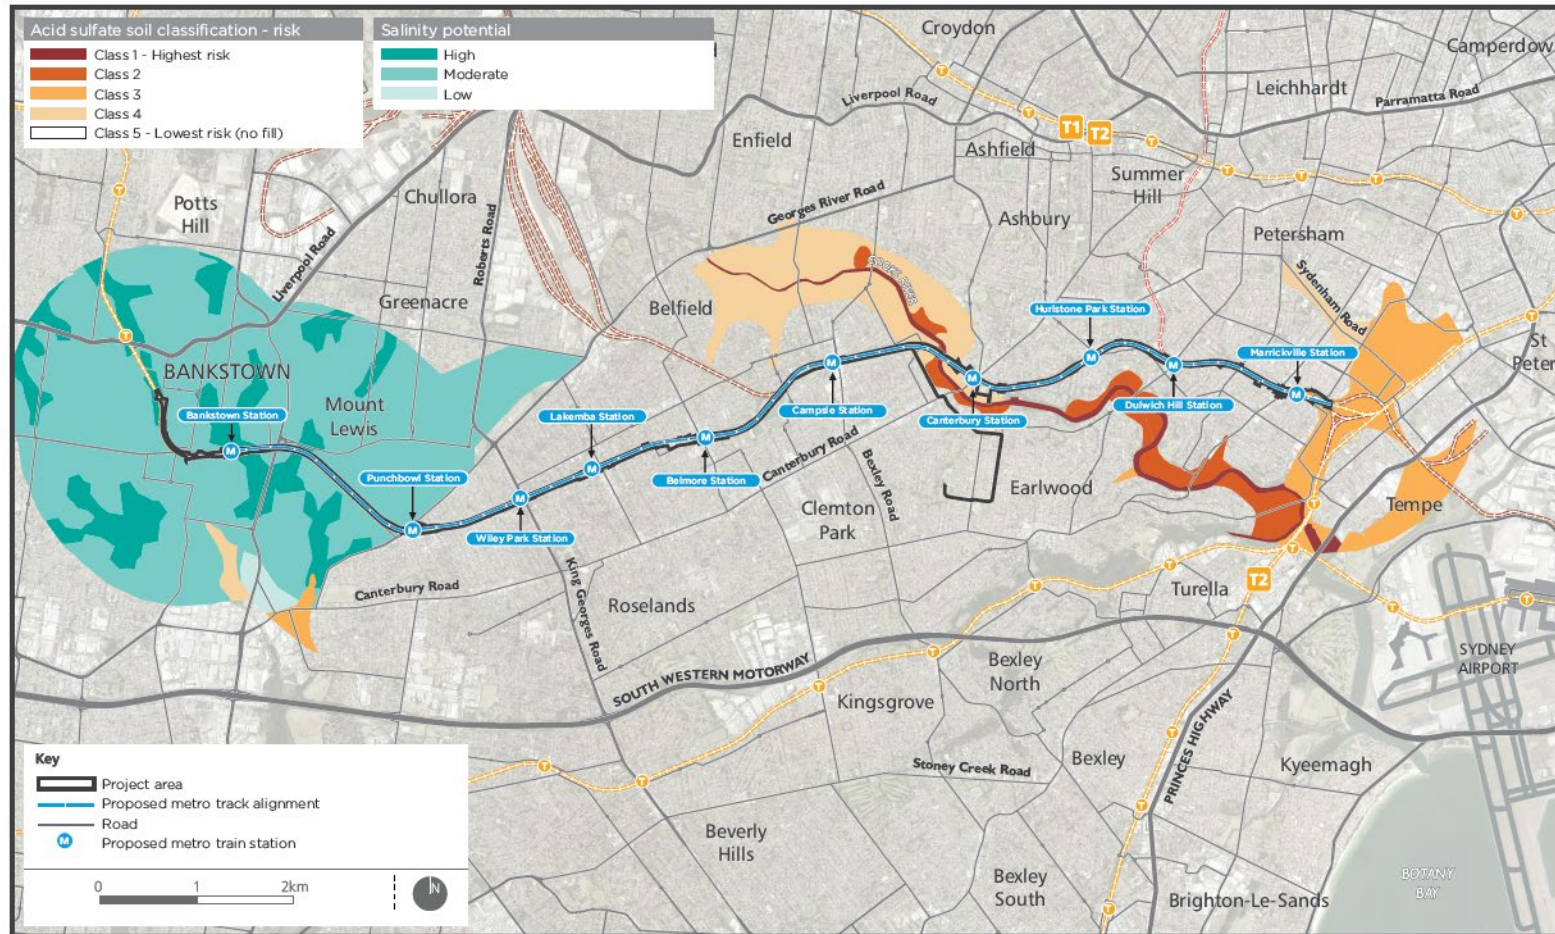 Acid sulfate soil classification - risk
Class 1 - Highest risk
Class 2
Class 3
Class 4
Class 5 - Lowest risk (no fill)
Salinity potential
High
Moderate
Low
Croydon
Camperdow
Leichhardt
Parramatta Road
Liverpool Road
T1
T2
Enfield
Ashfield
Summer
Hill
Potts
Hill
Chullora
Georges River Road
Ashbury
Petersham
Liverpool Road
Roberts Road
Greenacre
Belfield
COOKS RIVER
Sydenham Road
Hurlstone Park Station
St
Peter
Marrickville Station
BANKSTOWN
Mount
Lewis
Bankstown Station
Lakemba Station
Campsie Station
Canterbury Station
Dulwich Hill Station
Punchbowl Station
Belmore Station
Canterbury Road
Bexley Road
Earlwood
Clemton
Park
Tempe
Wiley Park Station
Canterbury Road
King Georges Road
Roselands
T2
Turella
SOUTH WESTERN MOTORWAY
Bexley
North
SYDNEY
AIRPORT
Kingsgrove
PRINCES HIGHWAY
Stoney Creek Road
Bexley
Kyeemagh
Beverly
Hills
Bexley
South
Brighton-Le-Sands
BOTANY
BAY
Key
Project area
Proposed metro track alignment
Road
M
Proposed metro train station
0
1
2km
N